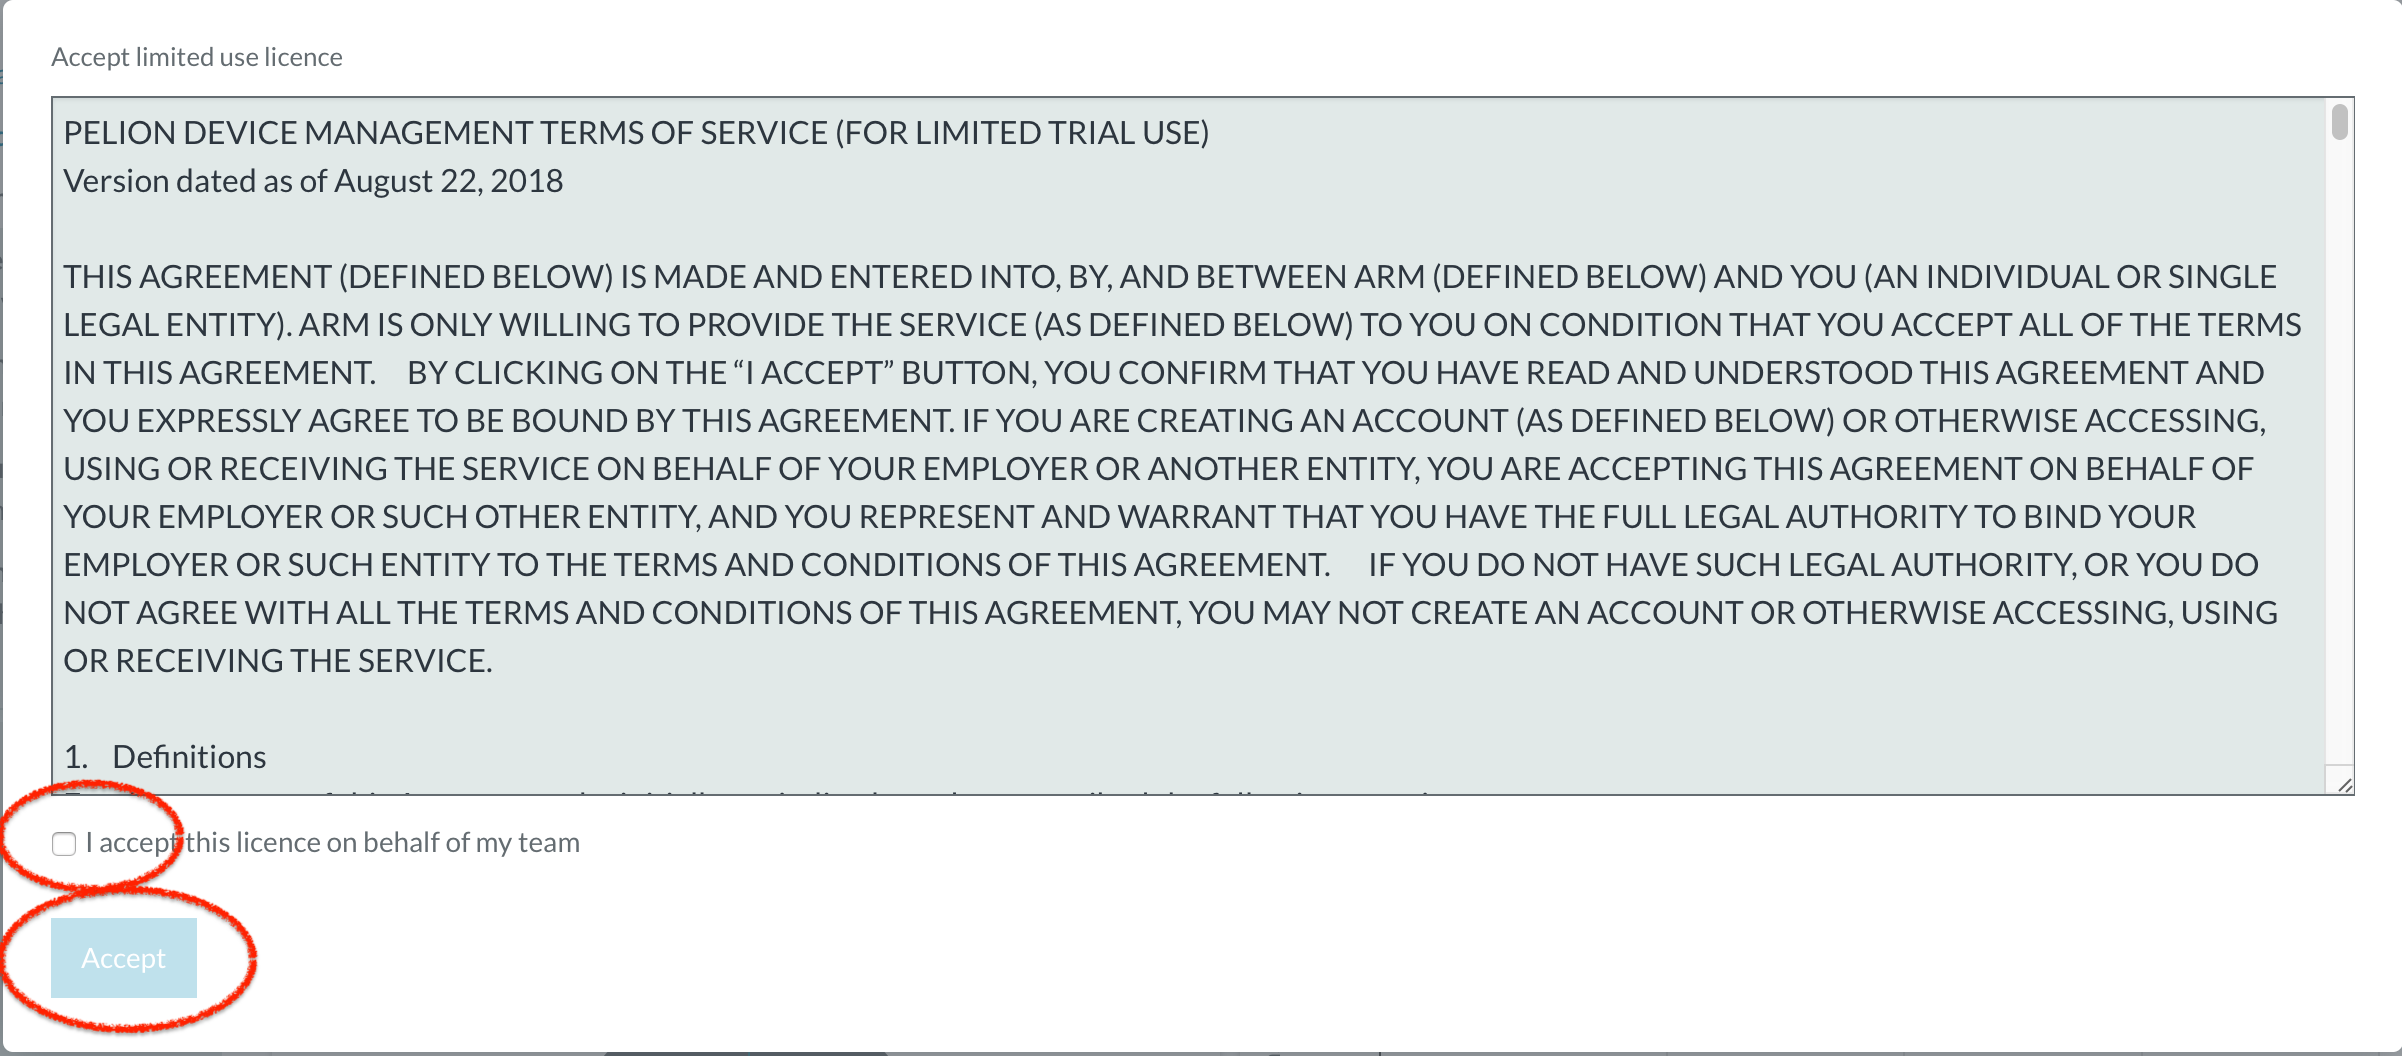 Accept limited use licence
PELION DEVICE MANAGEMENT TERMS OF SERVICE (FOR LIMITED TRIAL USE)
Version dated as of August 22, 2018
THIS AGREEMENT (DEFINED BELOW) IS MADE AND ENTERED INTO, BY, AND BETWEEN ARM (DEFINED BELOW) AND YOU (AN INDIVIDUAL OR SINGLE
LEGAL ENTITY). ARM IS ONLY WILLING TO PROVIDE THE SERVICE (AS DEFINED BELOW) TO YOU ON CONDITION THAT YOU ACCEPT ALL OF THE TERMS
IN THIS AGREEMENT. BY CLICKING ON THE “I ACCEPT” BUTTON, YOU CONFIRM THAT YOU HAVE READ AND UNDERSTOOD THIS AGREEMENT AND
YOU EXPRESSLY AGREE TO BE BOUND BY THIS AGREEMENT. IF YOU ARE CREATING AN ACCOUNT (AS DEFINED BELOW) OR OTHERWISE ACCESSING,
USING OR RECEIVING THE SERVICE ON BEHALF OF YOUR EMPLOYER OR ANOTHER ENTITY, YOU ARE ACCEPTING THIS AGREEMENT ON BEHALF OF
YOUR EMPLOYER OR SUCH OTHER ENTITY, AND YOU REPRESENT AND WARRANT THAT YOU HAVE THE FULL LEGAL AUTHORITY TO BIND YOUR
EMPLOYER OR SUCH ENTITY TO THE TERMS AND CONDITIONS OF THIS AGREEMENT. IF YOU DO NOT HAVE SUCH LEGAL AUTHORITY, OR YOU DO
NOT AGREE WITH ALL THE TERMS AND CONDITIONS OF THIS AGREEMENT, YOU MAY NOT CREATE AN ACCOUNT OR OTHERWISE ACCESSING, USING
OR RECEIVING THE SERVICE.
1. Definitions
I accept this licence on behalf of my team
Accept